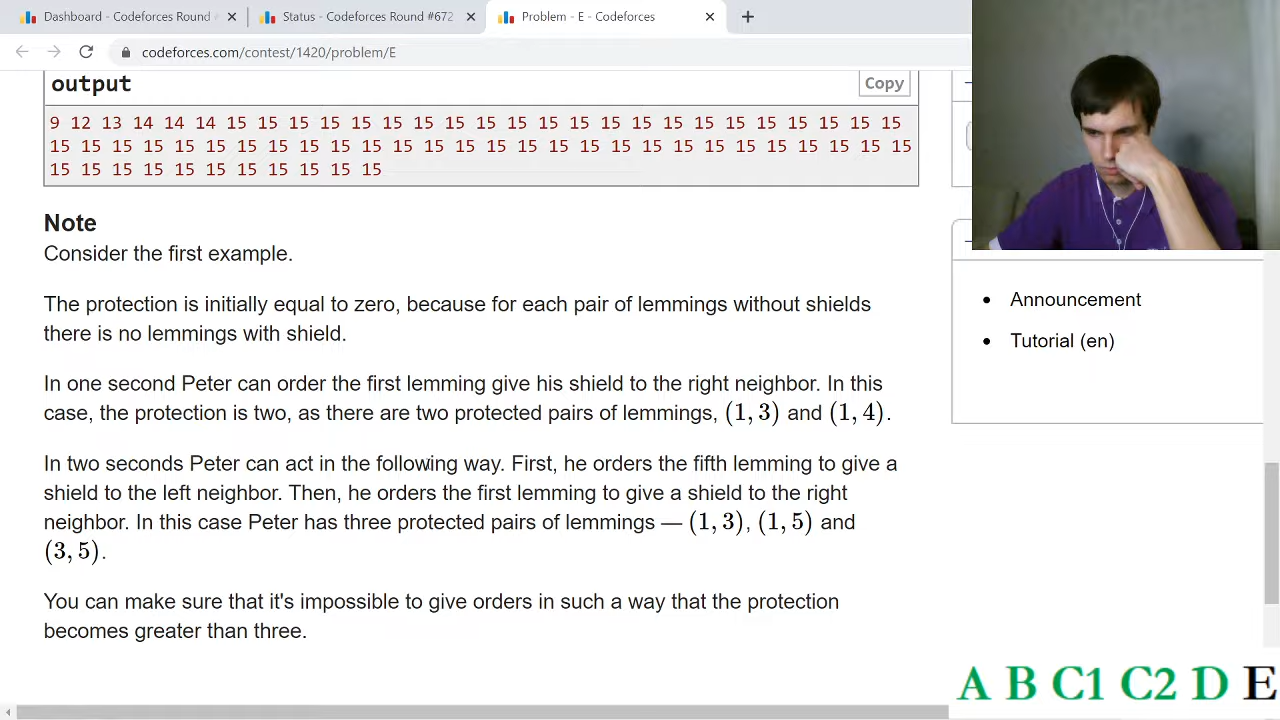 Dashboard - Codeforces Round #
Status - Codeforces Round #672
Problem - E - Codeforces
codeforces.com/contest/1420/problem/E
output
Copy
9 12 13 14 14 14 15 15 15 15 15 15 15 15 15 15 15 15 15 15 15 15 15 15 15 15 15 15
15 15 15 15 15 15 15 15 15 15 15 15 15 15 15 15 15 15 15 15 15 15 15 15 15 15 15 15
15 15 15 15 15 15 15 15 15 15 15
Note
Consider the first example.
The protection is initially equal to zero, because for each pair of lemmings without shields
there is no lemmings with shield.
In one second Peter can order the first lemming give his shield to the right neighbor. In this
case, the protection is two, as there are two protected pairs of lemmings, (1, 3) and (1, 4).
In two seconds Peter can act in the following way. First, he orders the fifth lemming to give a
shield to the left neighbor. Then, he orders the first lemming to give a shield to the right
neighbor. In this case Peter has three protected pairs of lemmings — (1, 3), (1, 5) and
(3, 5).
You can make sure that it's impossible to give orders in such a way that the protection
becomes greater than three.
Announcement
Tutorial (en)
A B C1 C2 D E